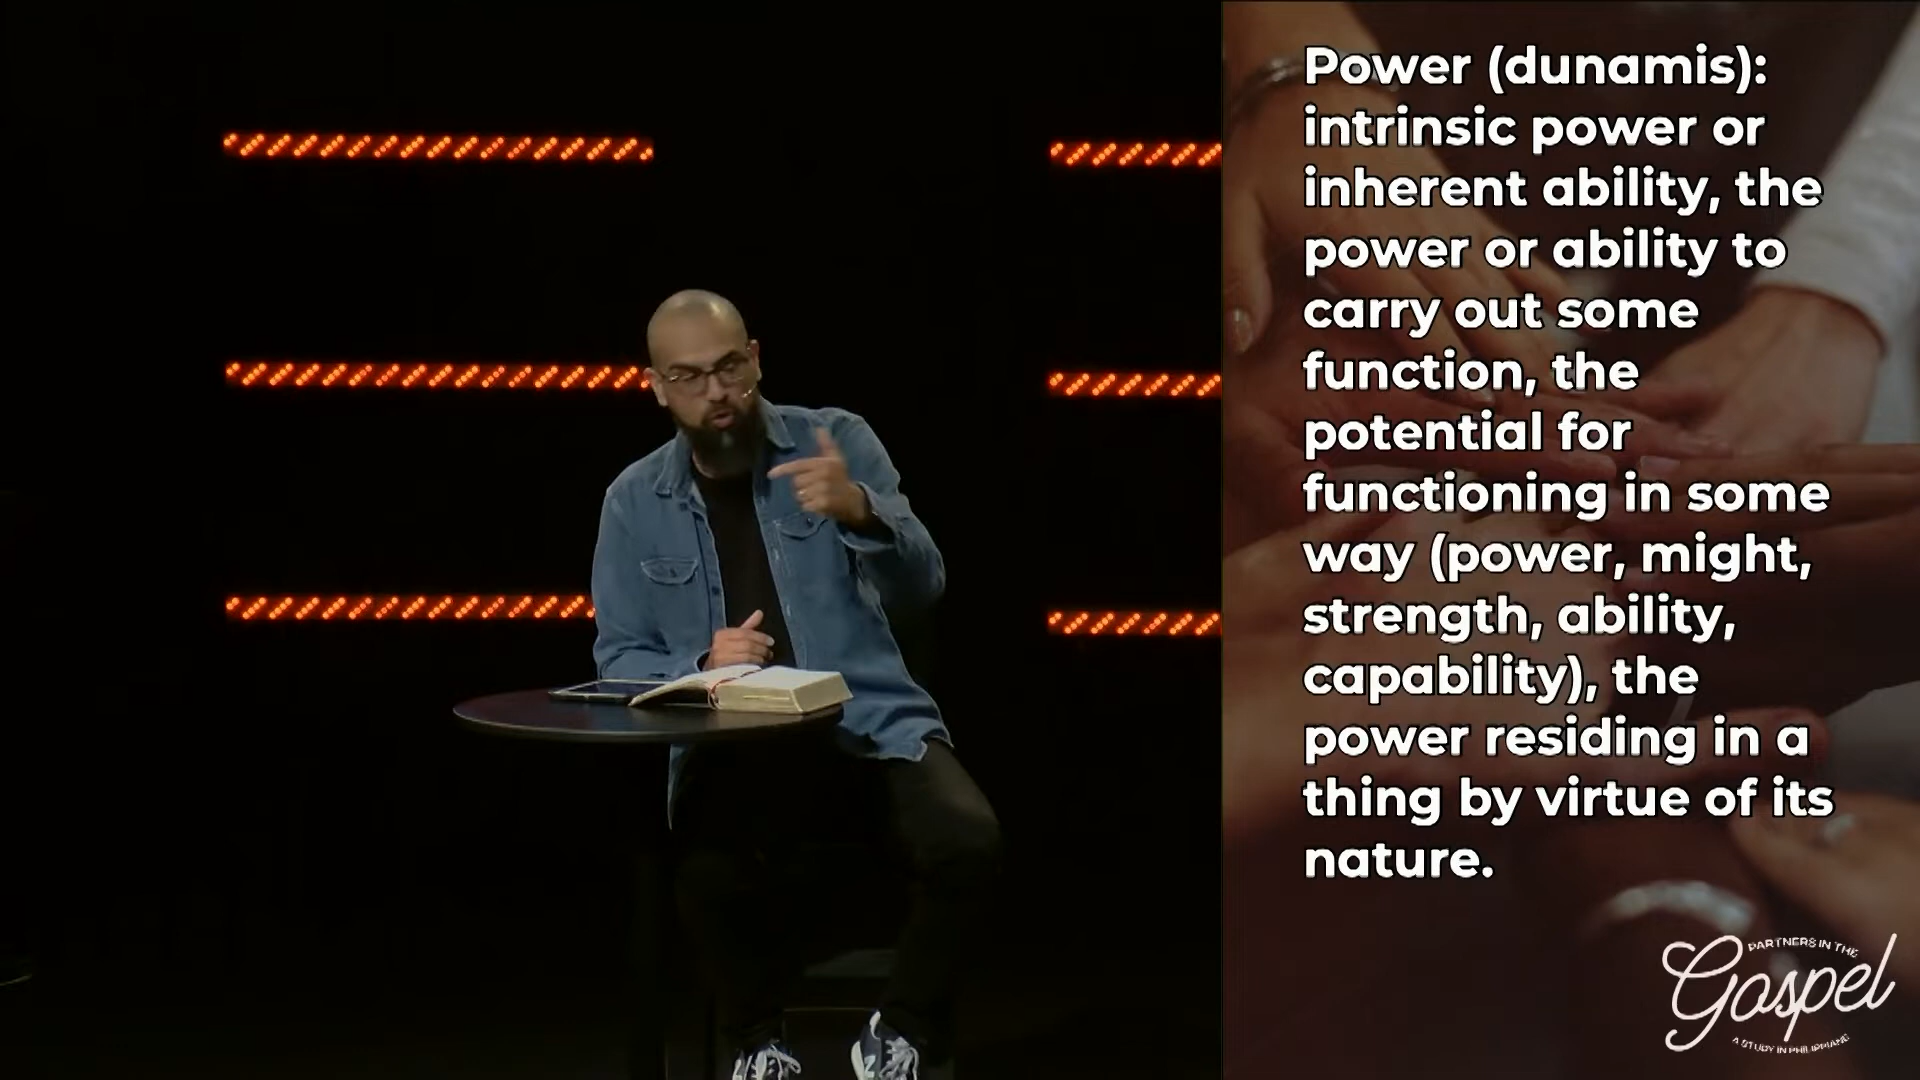 Power (dunamis):
intrinsic power or
inherent ability, the
power or ability to
carry out some
function, the
potential for
functioning in some
way (power, might,
strength, ability,
capability), the
power residing in a
thing by virtue of its
nature.
PARTNERS IN THE
Gospel
A STUDY IN PHILIPPIANS